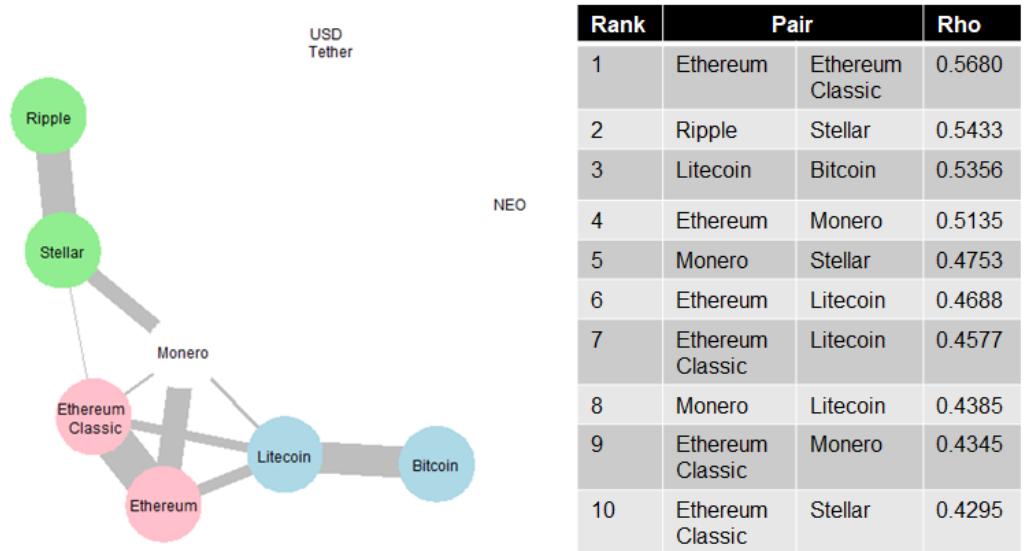 USD
Tether
Ripple
NEO
Stellar
Monero
Ethereum
Classic
Litecoin
Bitcoin
Ethereum
Rank Pair Rho
1 Ethereum Ethereum 0.5680
Classic
2 Ripple Stellar 0.5433
3 Litecoin Bitcoin 0.5356
4 Ethereum Monero 0.5135
5 Monero Stellar 0.4753
6 Ethereum Litecoin 0.4688
7 Ethereum Litecoin 0.4577
Classic
8 Monero Litecoin 0.4385
9 Ethereum Monero 0.4345
Classic
10 Ethereum Stellar 0.4295
Classic